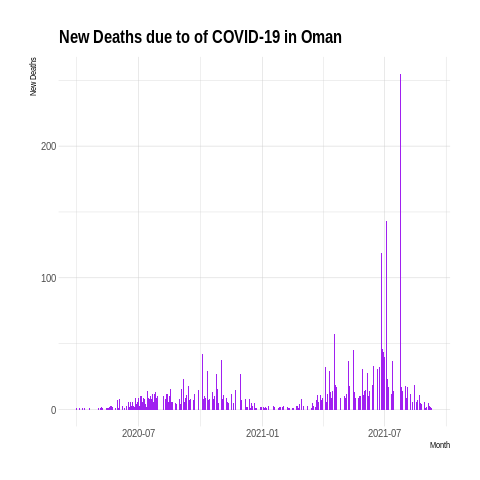 New Deaths due to of COVID-19 in Oman
New Deaths
200
100
0
2020-07
2021-01
2021-07
Month